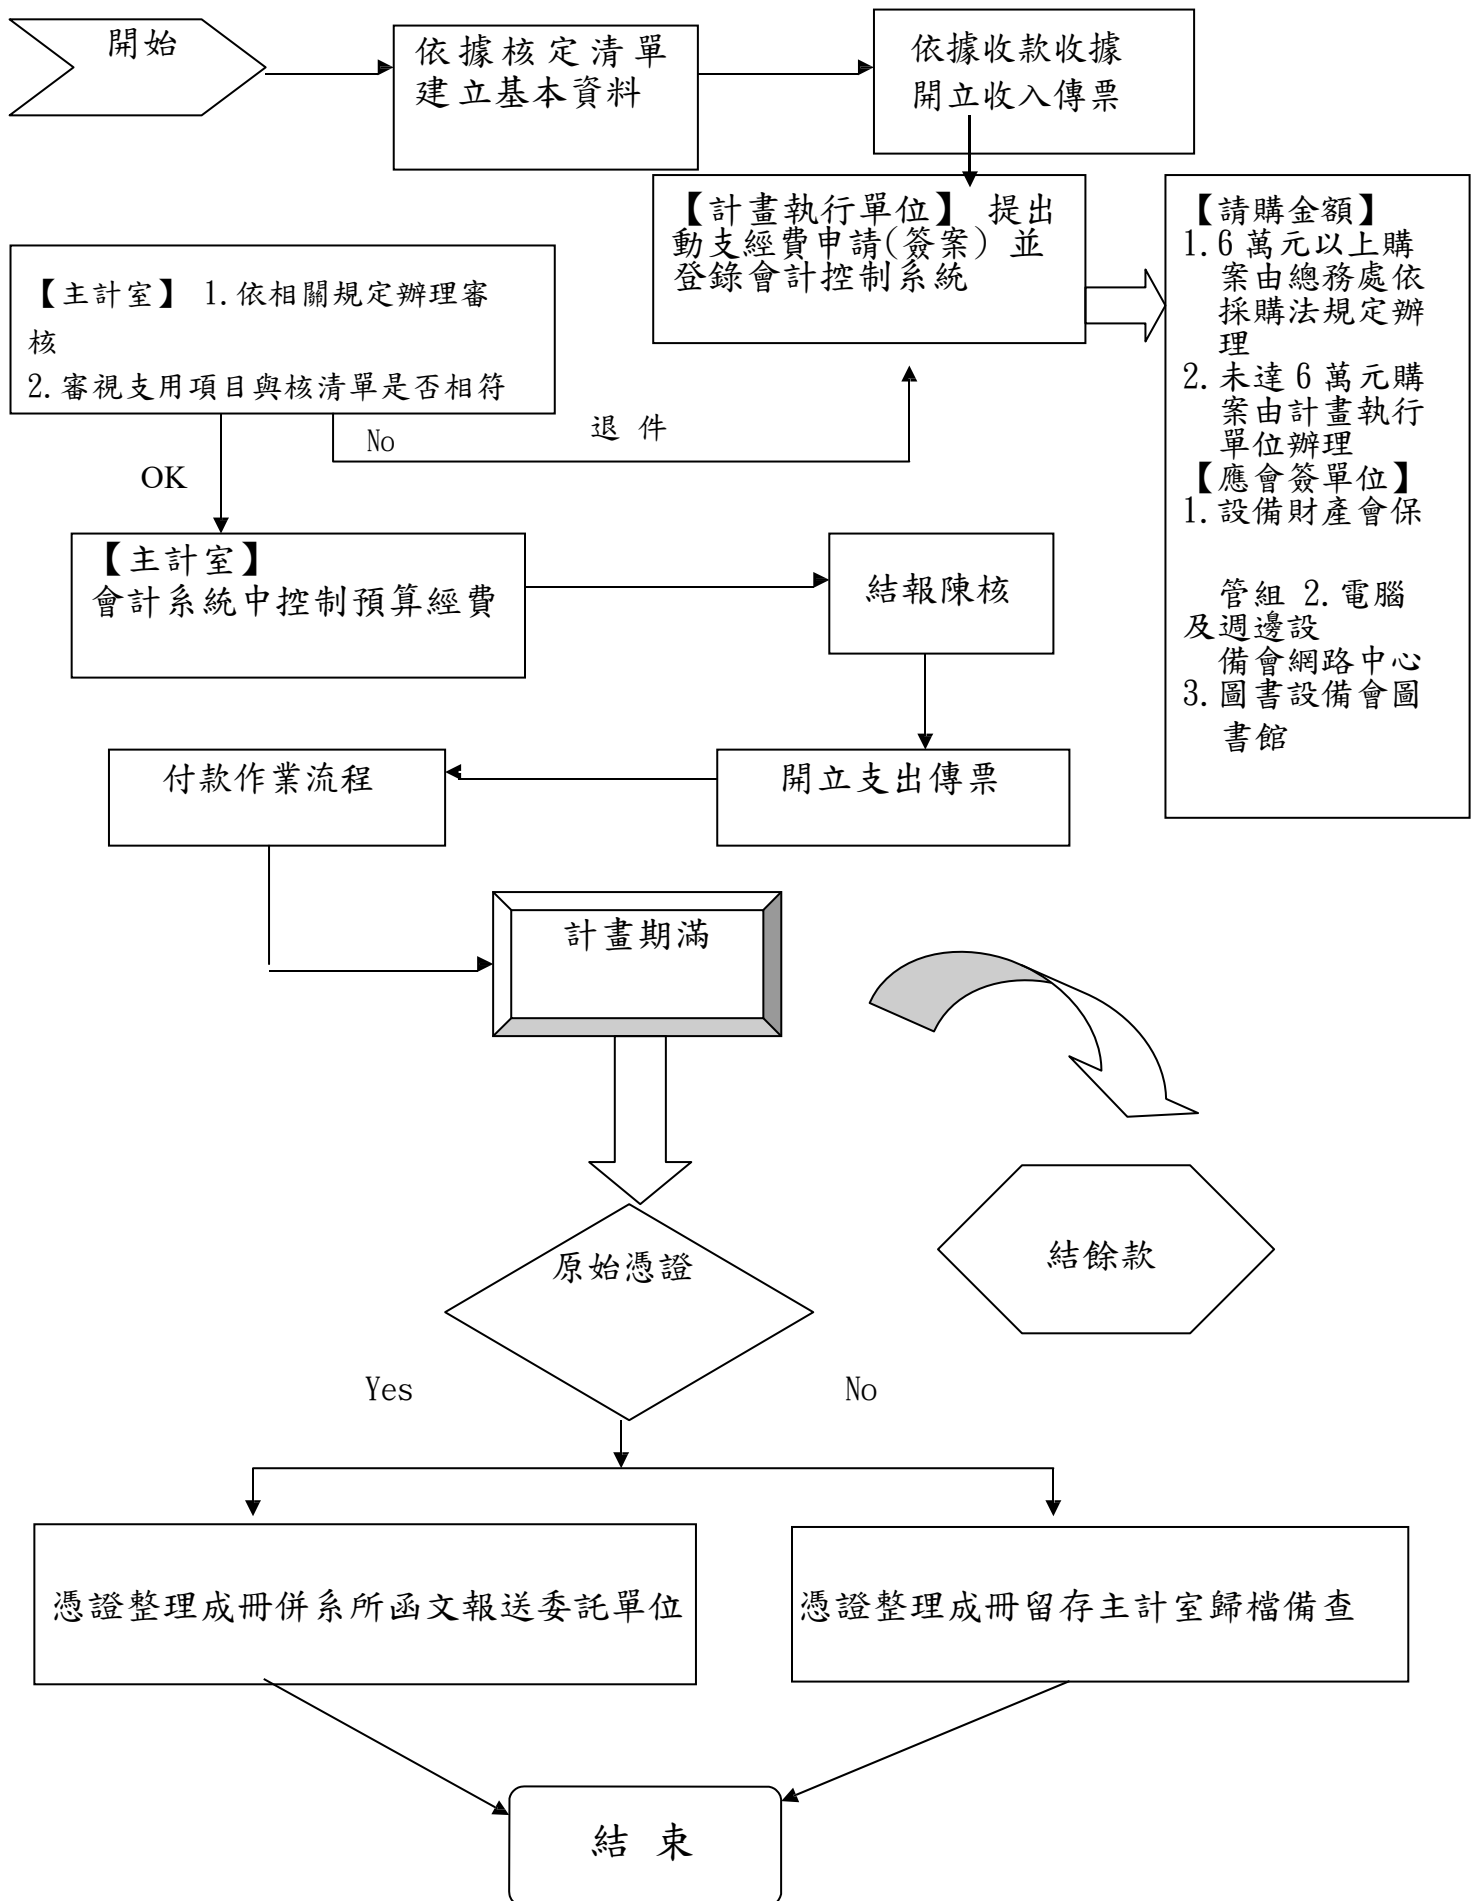 開始
依據核定清單
建立基本資料
依據收款收據
開立收入傳票
【計畫執行單位】 提出
動支經費申請(簽案) 並
登錄會計控制系統
【請購金額】
1.6 萬元以上購
案由總務處依
採購法規定辦
理
2.未達 6 萬元購
案由計畫執行
單位辦理
【應會簽單位】
1.設備財產會保
管組 2.電腦
及週邊設
備會網路中心
3.圖書設備會圖
書館
【主計室】 1.依相關規定辦理審
核
2.審視支用項目與核清單是否相符
No
退 件
OK
【主計室】
會計系統中控制預算經費
結報陳核
付款作業流程
開立支出傳票
計畫期滿
結餘款
原始憑證
Yes
No
憑證整理成冊併系所函文報送委託單位
憑證整理成冊留存主計室歸檔備查
結 束